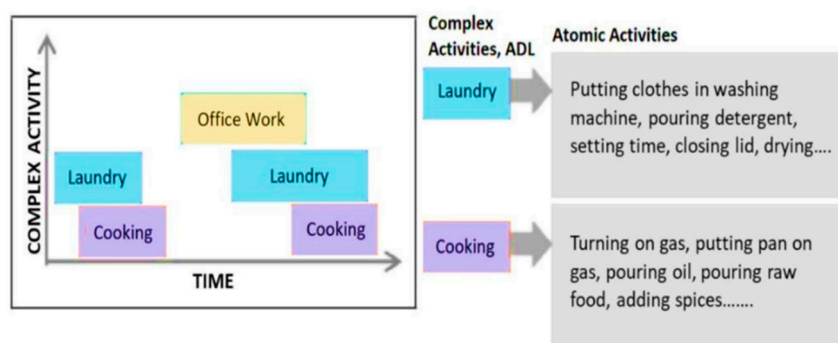 COMPLEX ACTIVITY
Office Work
Laundry
Laundry
Cooking
Cooking
TIME
Complex
Activities, ADL
Atomic Activities
Laundry
Putting clothes in washing
machine, pouring detergent,
setting time, closing lid, drying....
Cooking
Turning on gas, putting pan on
gas, pouring oil, pouring raw
food, adding spices.......